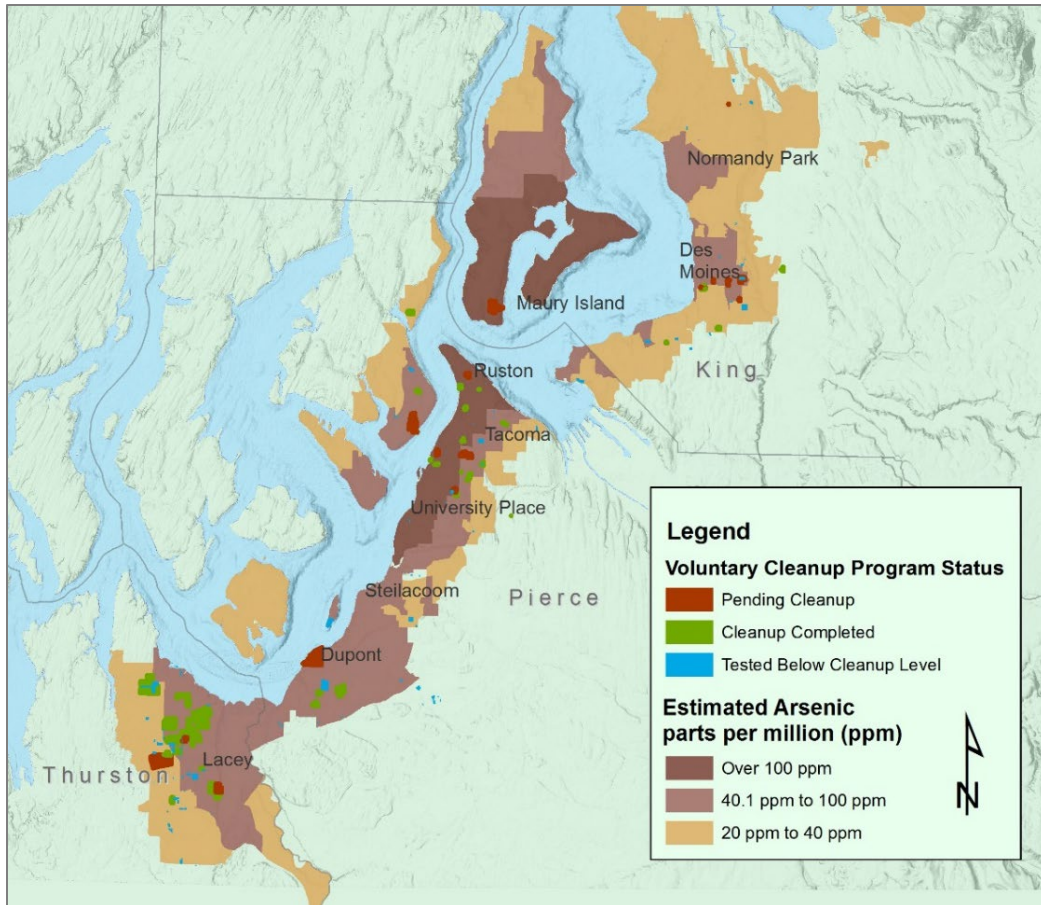 Normandy Park
Des
Moines
Maury Island
King
Ruston
Tacoma
University Place
Steilacoom
Pierce
Dupont
Lacey
Thurston
Legend
Voluntary Cleanup Program Status
Pending Cleanup
Cleanup Completed
Tested Below Cleanup Level
Estimated Arsenic
parts per million (ppm)
Over 100 ppm
40.1 ppm to 100 ppm
20 ppm to 40 ppm
N